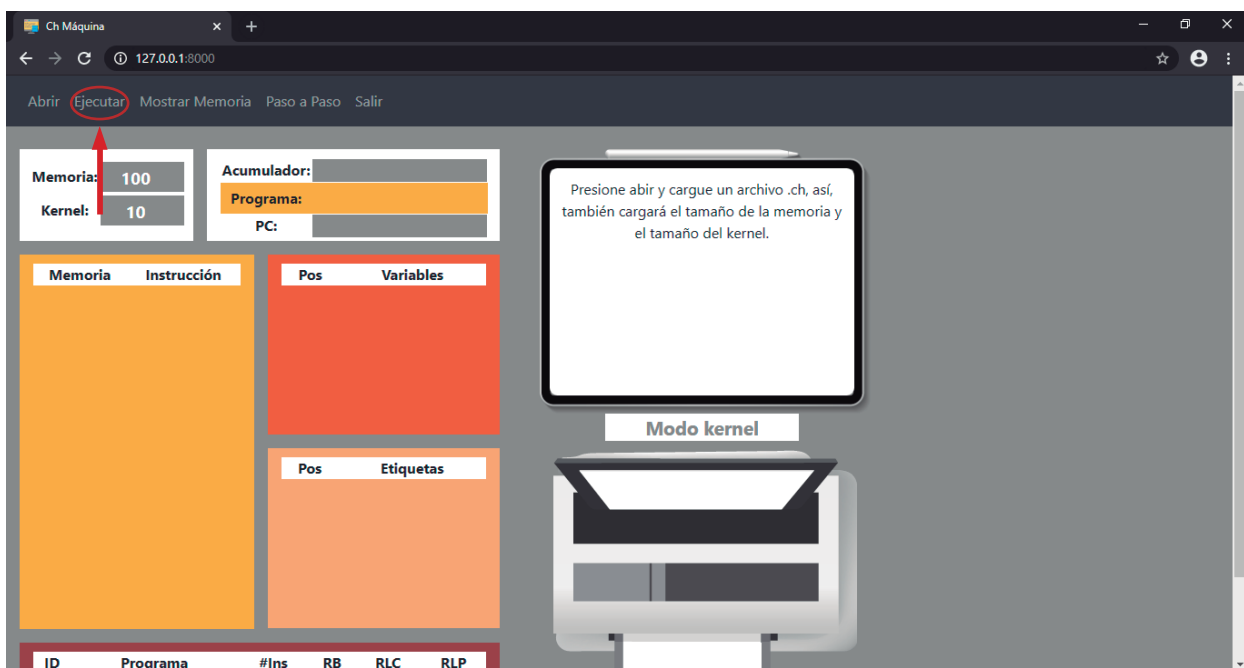 Ch Máquina
127.0.0.1:8000
Abrir Ejecutar Mostrar Memoria Paso a Paso Salir
Memoria: 100
Kernel: 10
Acumulador:
Programa:
PC:
Presione abir y cargue un archivo .ch, así,
también cargará el tamaño de la memoria y
el tamaño del kernel.
Memoria Instrucción
Pos Variables
Modo kernel
Pos Etiquetas
ID Programa #Ins RB RLC RLP